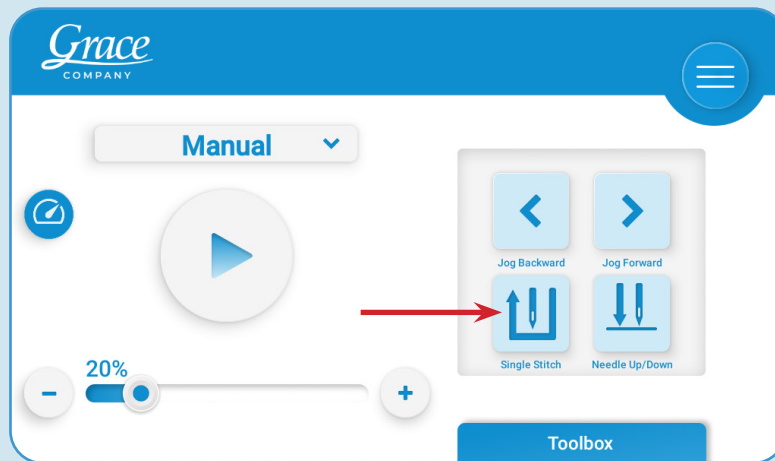 Grace
COMPANY
Manual
20%
Jog Backward
Jog Forward
Single Stitch
Needle Up/Down
Toolbox